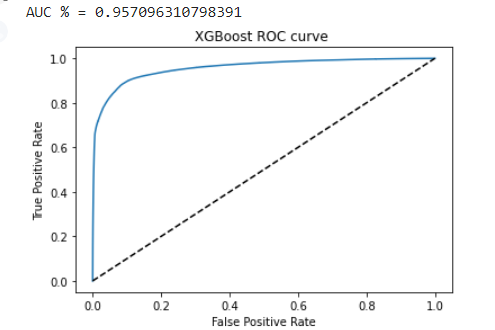 AUC % = 0.957096310798391
XGBoost ROC curve
1.0
0.8
0.6
0.4
0.2
0.0
True Positive Rate
0.0 0.2 0.4 0.6 0.8 1.0
False Positive Rate